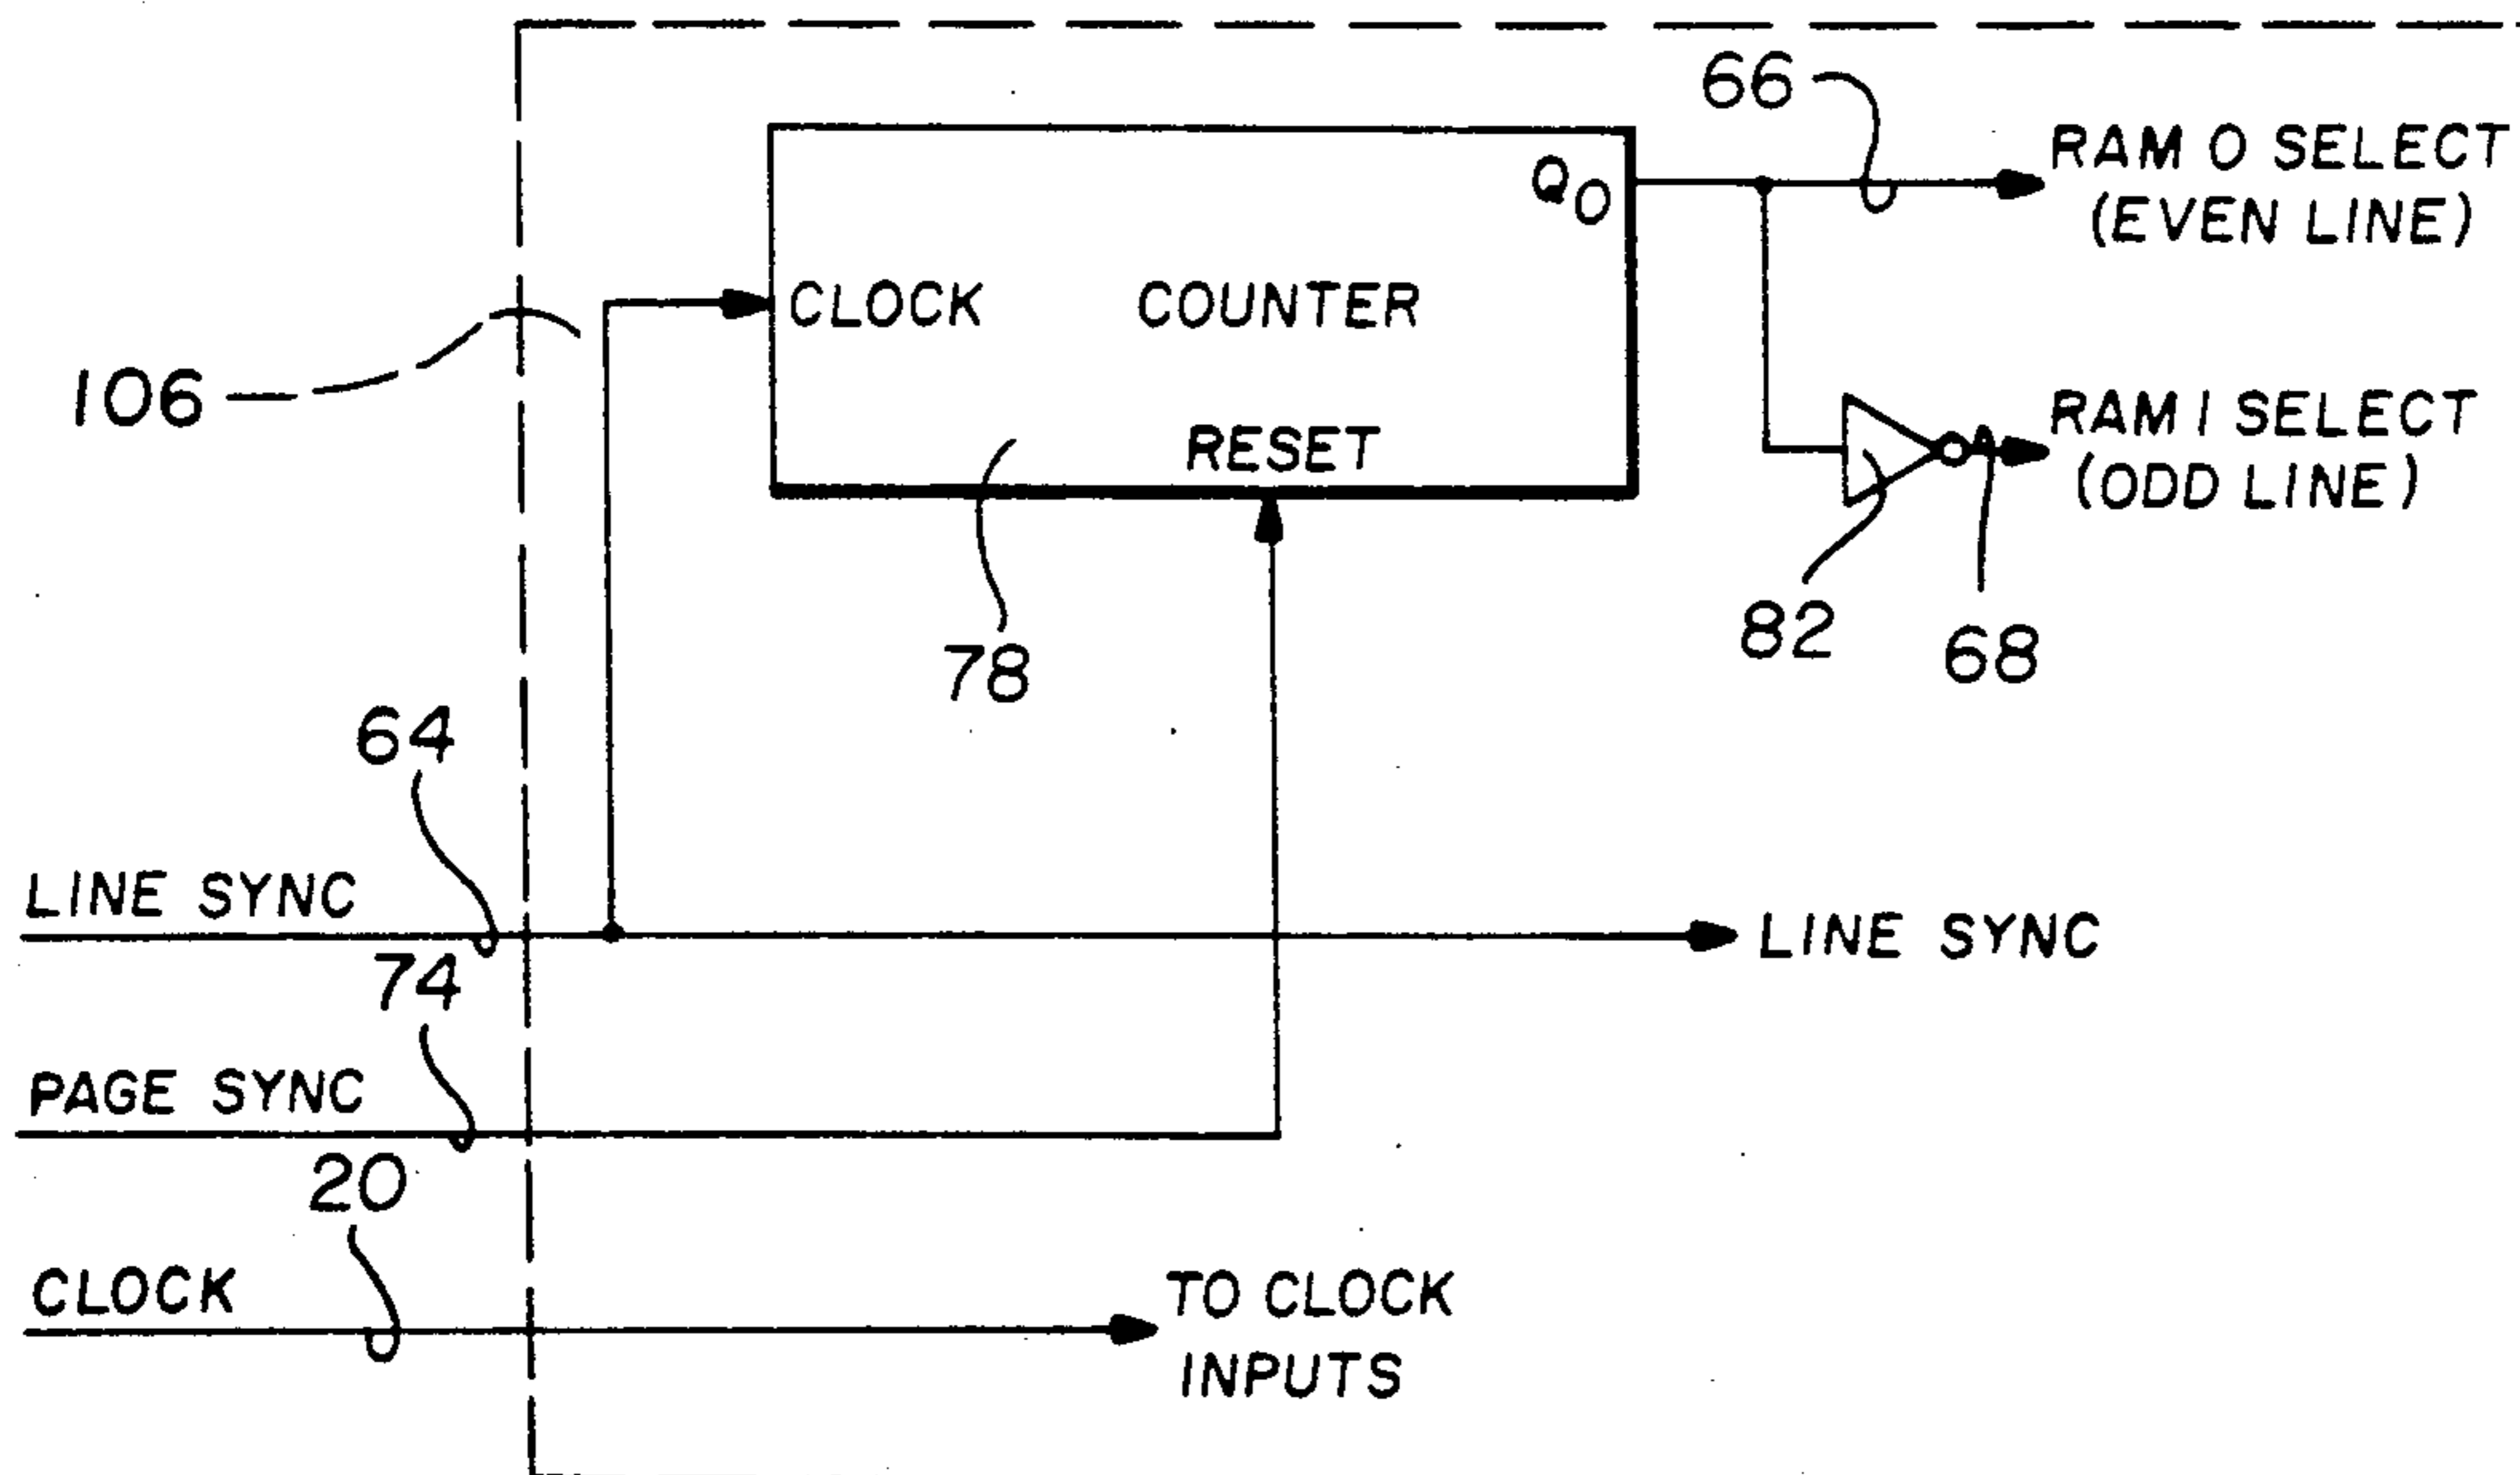 66
RAM 0 SELECT
(EVEN LINE)
Q0
CLOCK
COUNTER
106
RESET
RAM 1 SELECT
(ODD LINE)
78
82
68
64
LINE SYNC
LINE SYNC
74
PAGE SYNC
20
CLOCK
TO CLOCK
INPUTS